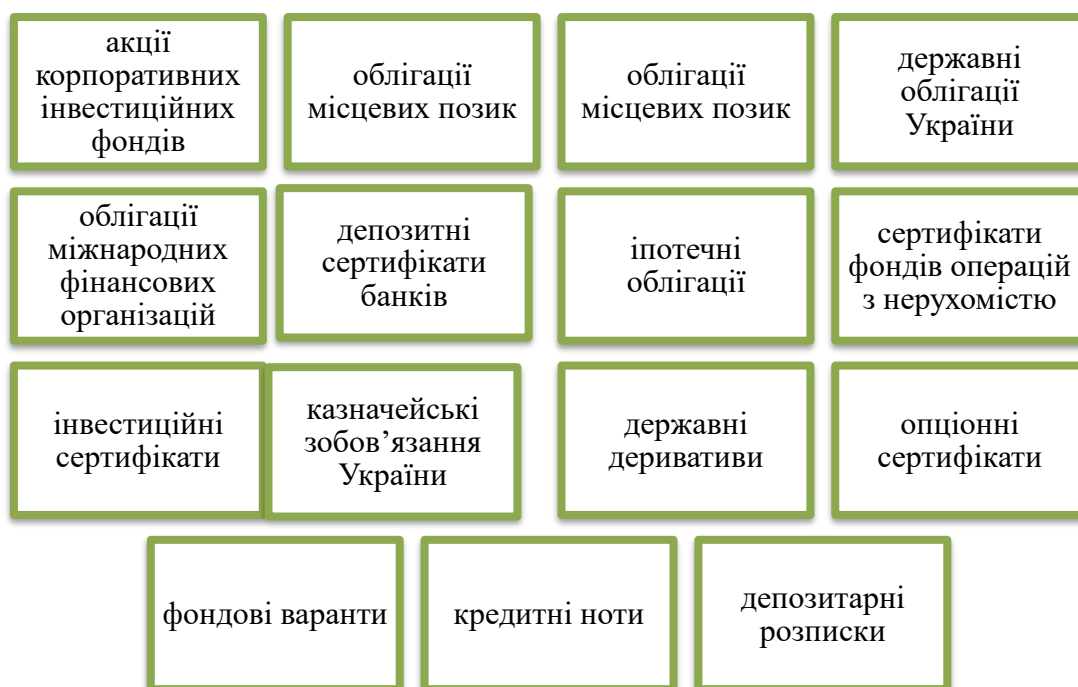 акції
корпоративних
інвестиційних
фондів
облігації
місцевих позик
облігації
місцевих позик
державні
облігації
України
облігації
міжнародних
фінансових
організацій
депозитні
сертифікати
банків
іпотечні
облігації
сертифікати
фондів операцій
з нерухомістю
інвестиційні
сертифікати
казначейські
зобов’язання
України
державні
деривативи
опціонні
сертифікати
фондові варанти
кредитні ноти
депозитарні
розписки